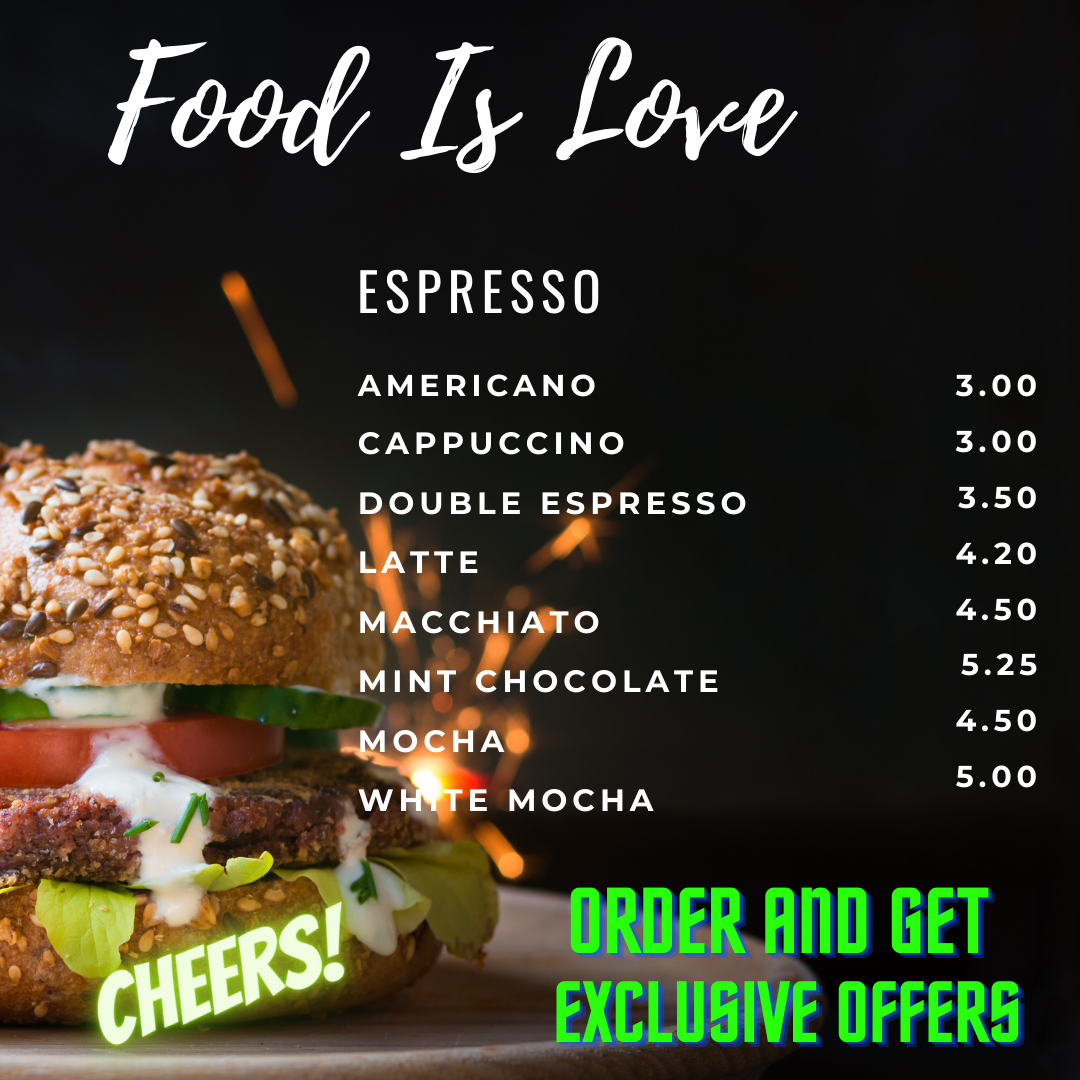 Food Is Love
ESPRESSO
AMERICANO 3.00
CAPPUCCINO 3.00
DOUBLE ESPRESSO 3.50
LATTE 4.20
MACCHIATO 4.50
MINT CHOCOLATE 5.25
MOCHA 4.50
WHITE MOCHA 5.00
ORDER AND GET
EXCLUSIVE OFFERS
CHEERS!